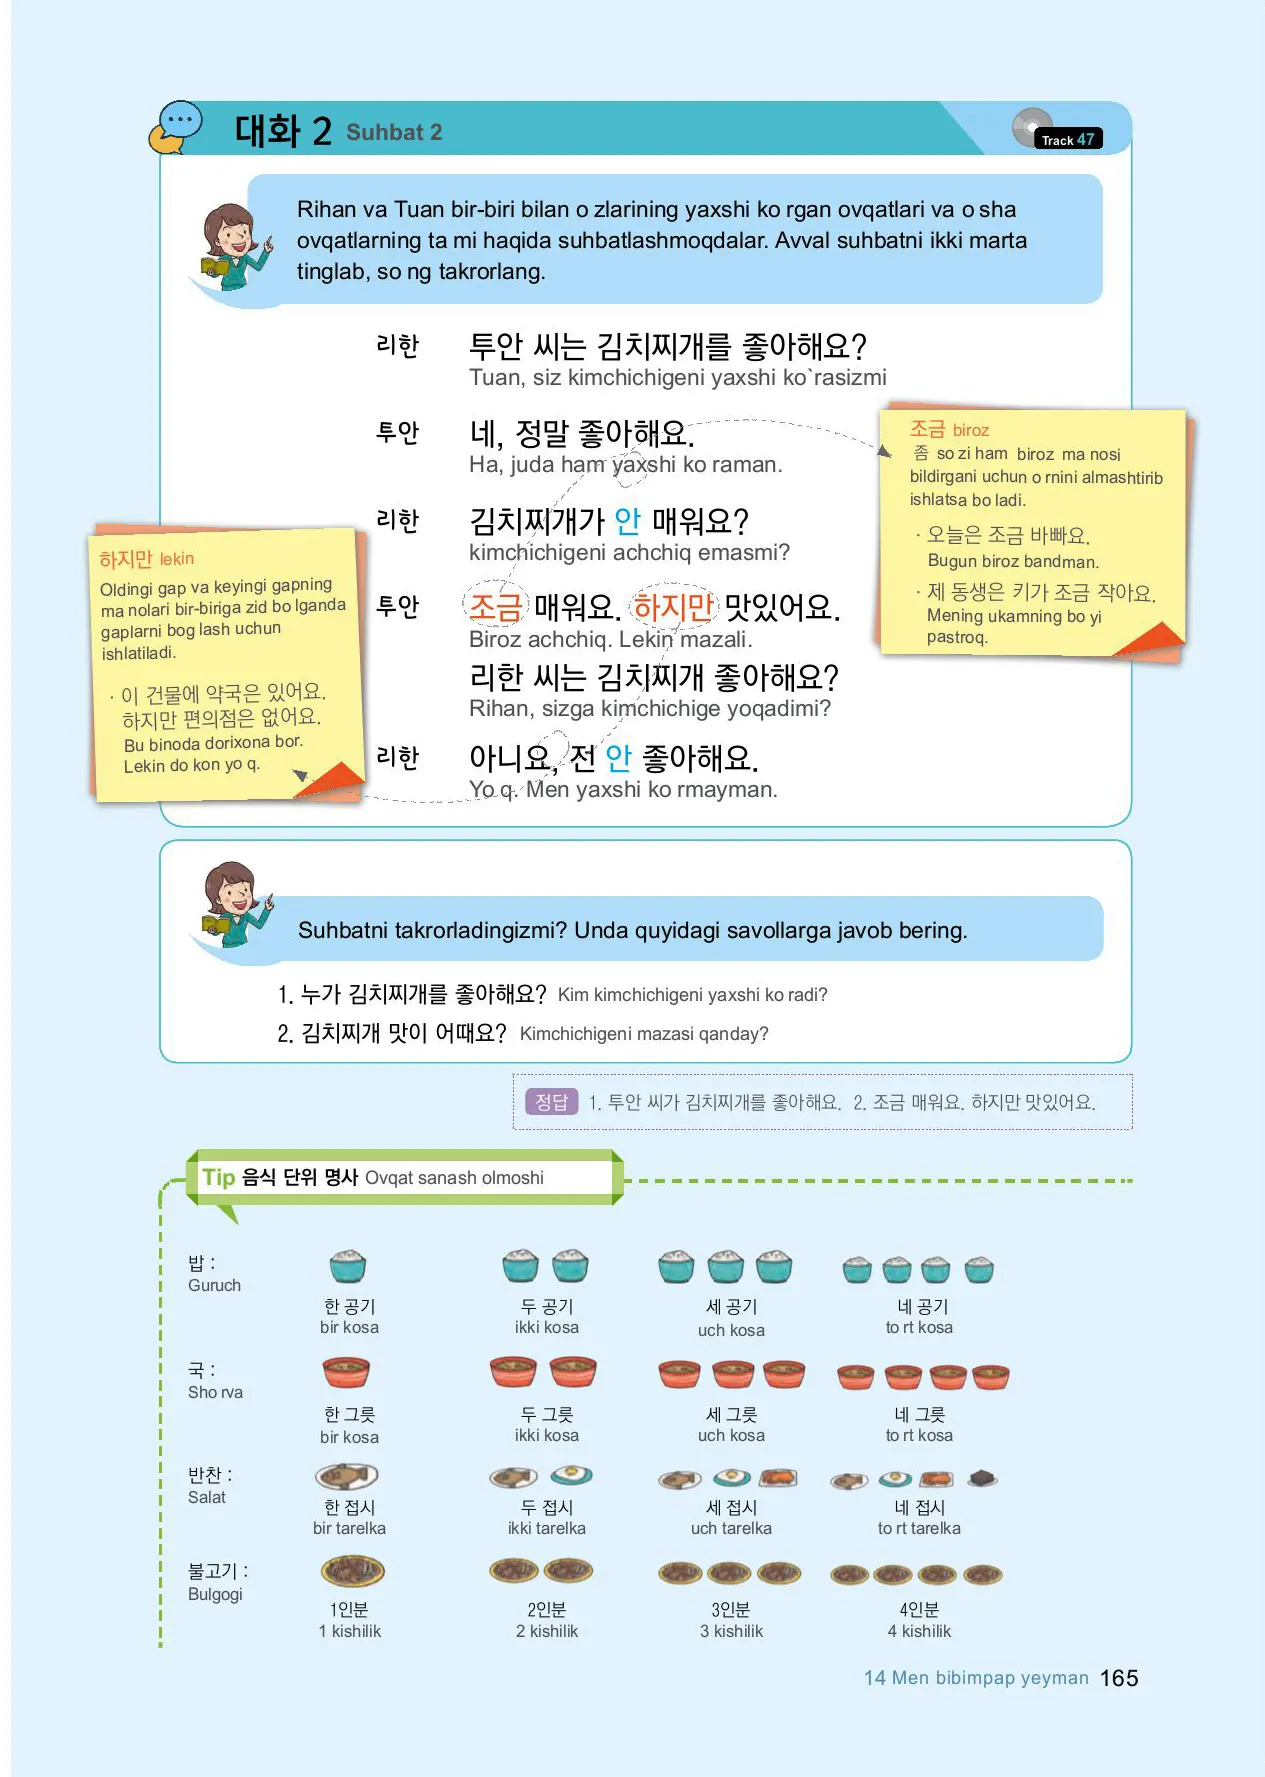 대화 2 Suhbat 2
Track 47
Rihan va Tuan bir-biri bilan o zlarining yaxshi ko rgan ovqatlari va o sha
ovqatlarning ta mi haqida suhbatlashmoqdalar. Avval suhbatni ikki marta
tinglab, so ng takrorlang.
리한 투안 씨는 김치찌개를 좋아해요?
Tuan, siz kimchichigeni yaxshi ko`rasizmi
투안 네, 정말 좋아해요.
Ha, juda ham yaxshi ko raman.
리한 김치찌개가 안 매워요?
kimchichigeni achchiq emasmi?
투안 조금 매워요. 하지만 맛있어요.
Biroz achchiq. Lekin mazali.
리한 씨는 김치찌개 좋아해요?
Rihan, sizga kimchichige yoqadimi?
리한 아니요, 전 안 좋아해요.
Yo q. Men yaxshi ko rmayman.
조금 biroz
좀 so zi ham biroz ma nosi
bildirgani uchun o rnini almashtirib
ishlatsa bo ladi.
· 오늘은 조금 바빠요.
Bugun biroz bandman.
· 제 동생은 키가 조금 작아요.
Mening ukamning bo yi
pastroq.
하지만 lekin
Oldingi gap va keyingi gapning
ma nolari bir-biriga zid bo lganda
gaplarni bog lash uchun
ishlatiladi.
· 이 건물에 약국은 있어요.
하지만 편의점은 없어요.
Bu binoda dorixona bor.
Lekin do kon yo q.
Suhbatni takrorladingizmi? Unda quyidagi savollarga javob bering.
1. 누가 김치찌개를 좋아해요? Kim kimchichigeni yaxshi ko radi?
2. 김치찌개 맛이 어때요? Kimchichigeni mazasi qanday?
정답 1. 투안 씨가 김치찌개를 좋아해요. 2. 조금 매워요. 하지만 맛있어요.
Tip 음식 단위 명사 Ovqat sanash olmoshi
밥 :
Guruch
한 공기 두 공기 세 공기 네 공기
bir kosa ikki kosa uch kosa to rt kosa
국 :
Sho rva
한 그릇 두 그릇 세 그릇 네 그릇
bir kosa ikki kosa uch kosa to rt kosa
반찬 :
Salat
한 접시 두 접시 세 접시 네 접시
bir tarelka ikki tarelka uch tarelka to rt tarelka
불고기 :
Bulgogi
1인분 2인분 3인분 4인분
1 kishilik 2 kishilik 3 kishilik 4 kishilik
14 Men bibimpap yeyman 165